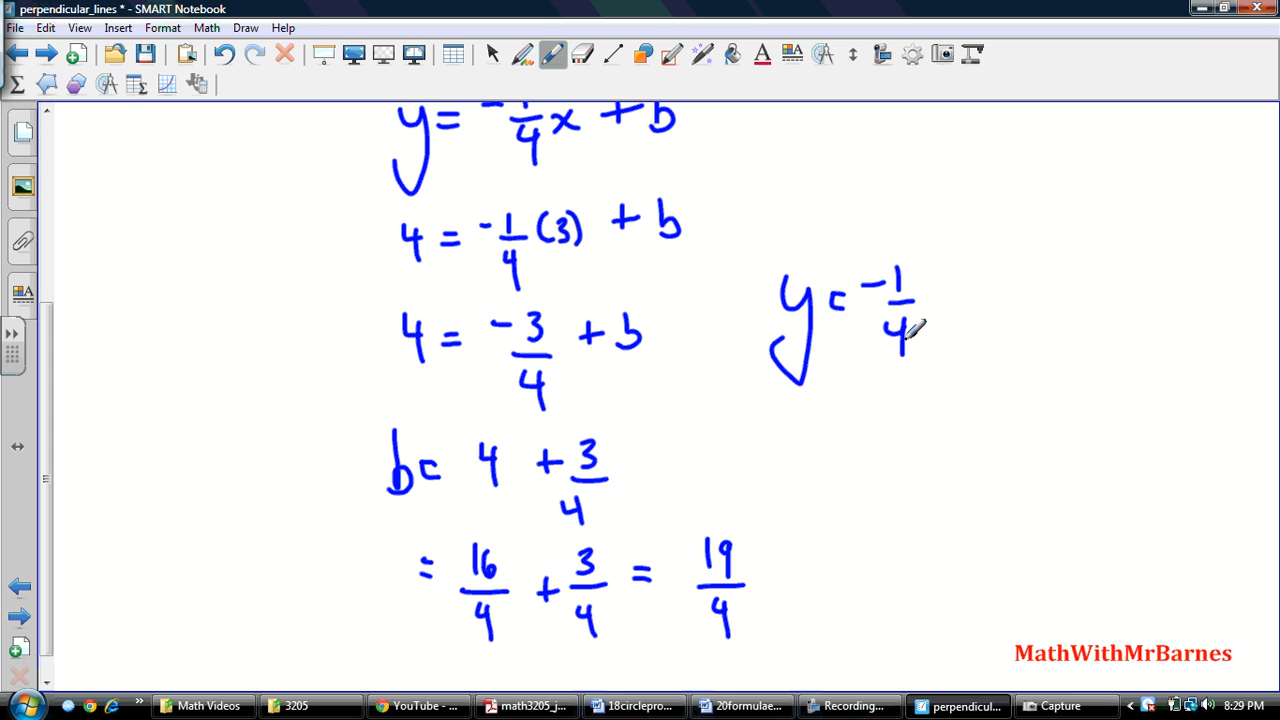 perpendicular_lines * - SMART Notebook
File Edit View Insert Format Math Draw Help
y = -1/4 x + b
4 = -1/4 (3) + b
4 = -3/4 + b
y = -1/4
b = 4 + 3/4
= 16/4 + 3/4 = 19/4
MathWithMrBarnes
Math Videos 3205 YouTube - ... math3205_j... 18circlepro... 20formulae... Recording... perpendicul... Capture 8:29 PM